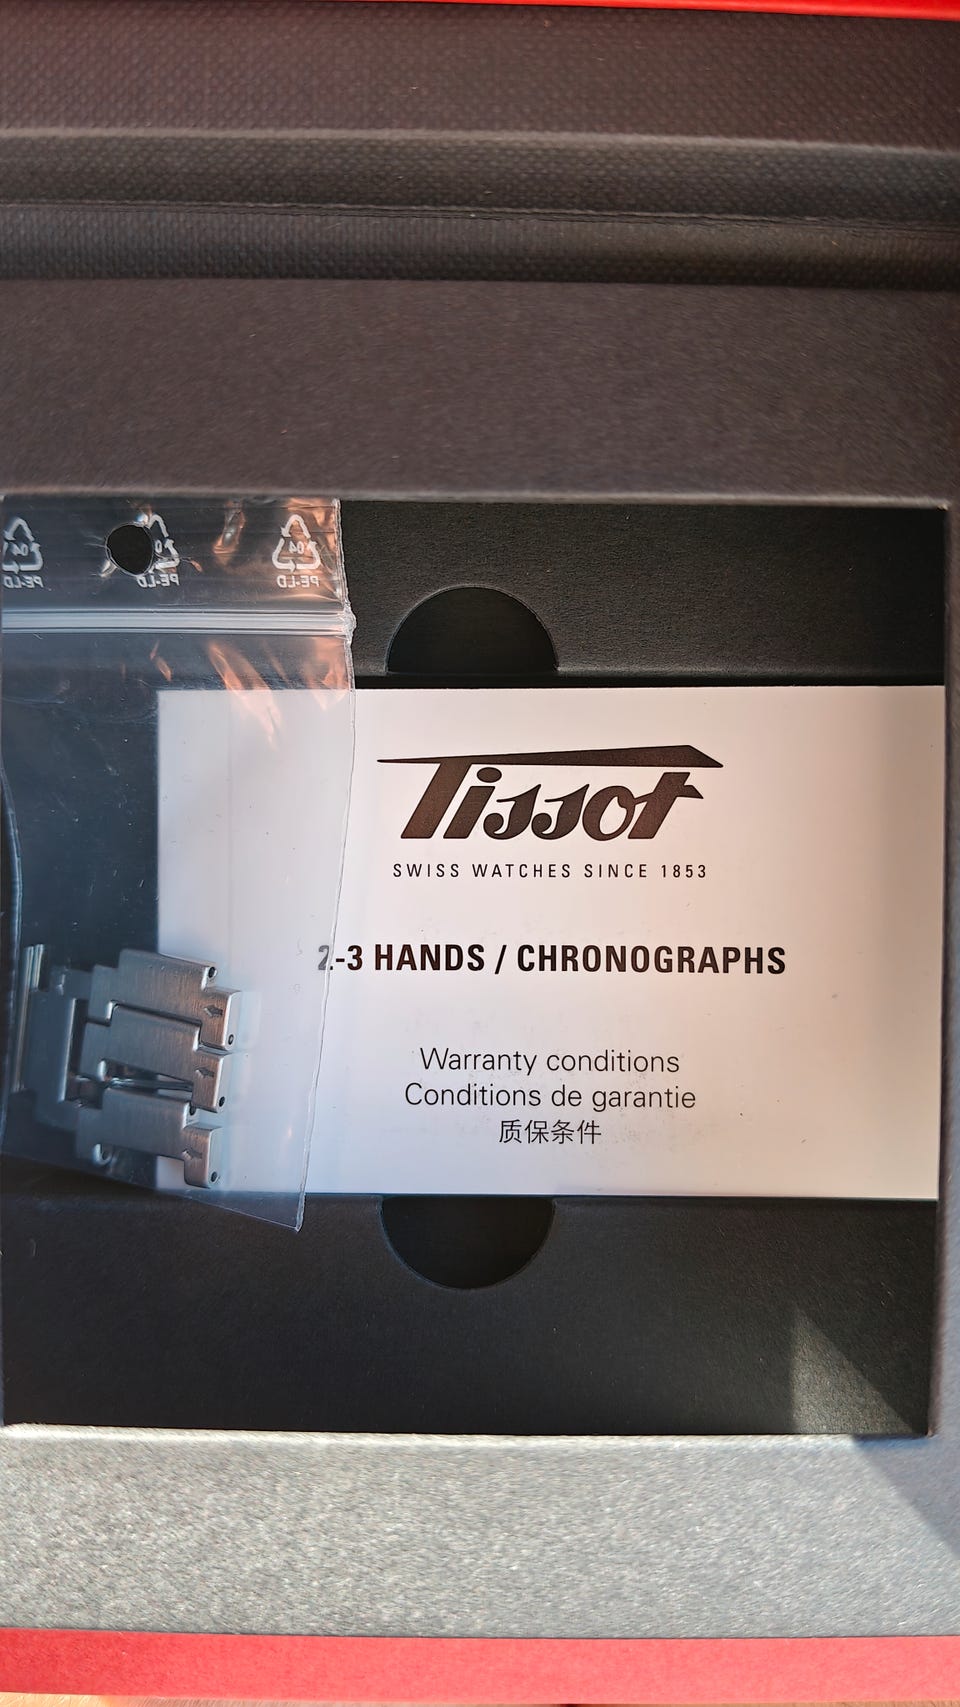 04 PE-LD
PE-LD
04 PE-LD
Tissot
SWISS WATCHES SINCE 1853
2-3 HANDS / CHRONOGRAPHS
Warranty conditions
Conditions de garantie
质保条件